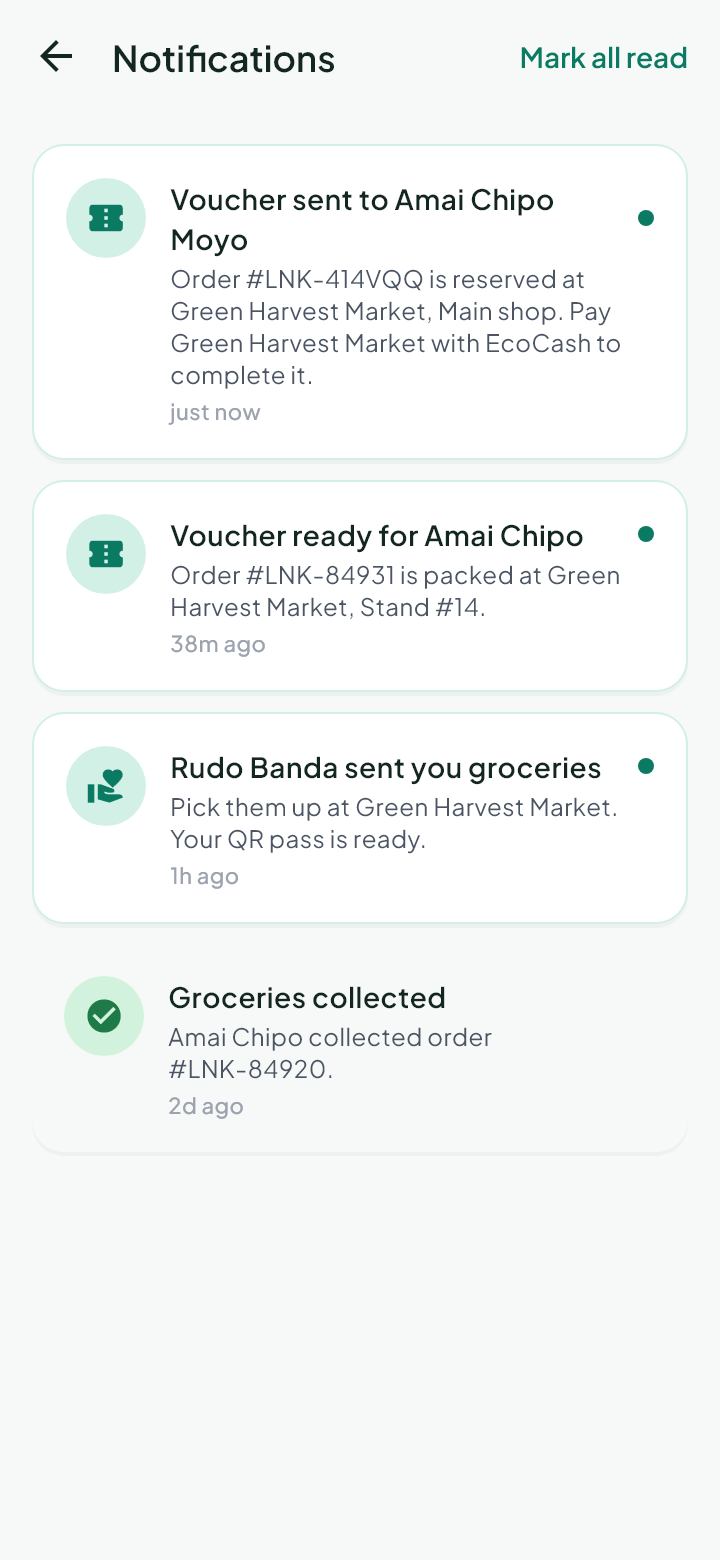 Notifications
Mark all read
Voucher sent to Amai Chipo
Moyo
Order #LNK-414VQQ is reserved at
Green Harvest Market, Main shop. Pay
Green Harvest Market with EcoCash to
complete it.
just now
Voucher ready for Amai Chipo
Order #LNK-84931 is packed at Green
Harvest Market, Stand #14.
38m ago
Rudo Banda sent you groceries
Pick them up at Green Harvest Market.
Your QR pass is ready.
1h ago
Groceries collected
Amai Chipo collected order
#LNK-84920.
2d ago